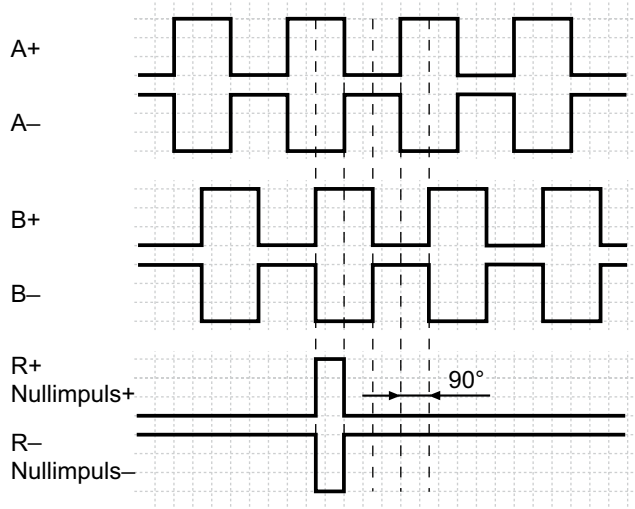 A+
A–
B+
B–
R+
Nullimpuls+
90°
R–
Nullimpuls–